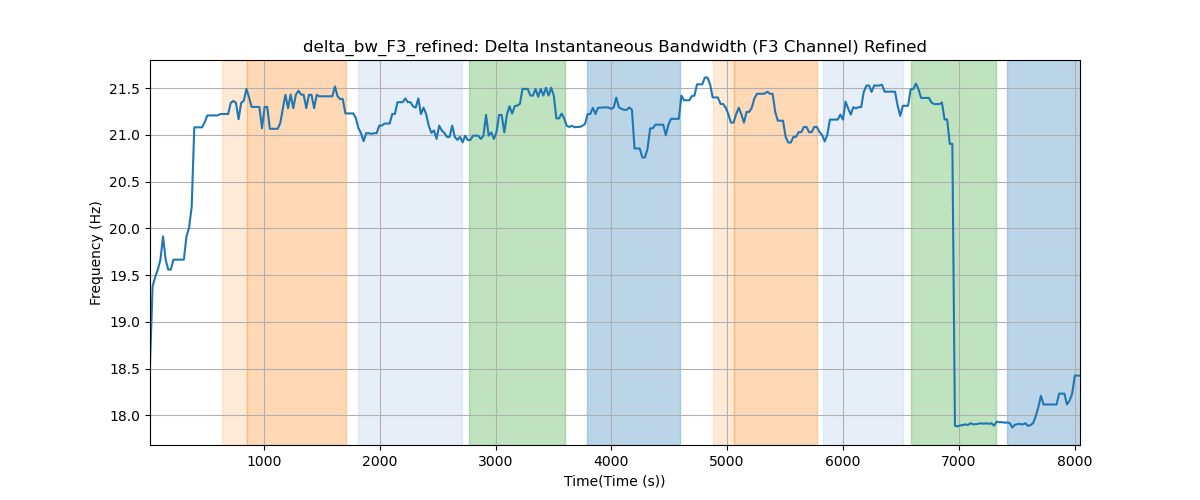 delta_bw_F3_refined: Delta Instantaneous Bandwidth (F3 Channel) Refined
Frequency (Hz)
21.5
21.0
20.5
20.0
19.5
19.0
18.5
18.0
1000 2000 3000 4000 5000 6000 7000 8000
Time(Time (s))